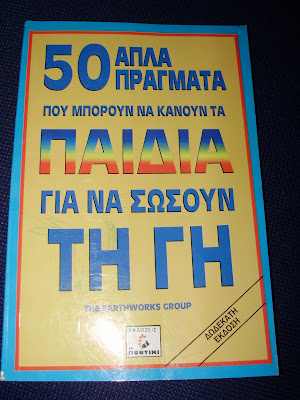 50 ΑΠΛΑ
ΠΡΑΓΜΑΤΑ
ΠΟΥ ΜΠΟΡΟΥΝ ΝΑ ΚΑΝΟΥΝ ΤΑ
ΠΑΙΔΙΑ
ΓΙΑ ΝΑ ΣΩΣΟΥΝ
ΤΗ ΓΗ
THE EARTHWORKS GROUP
ΕΚΔΟΣΕΙΣ
ΠΟΝΤΙΚΙ
ΔΩΔΕΚΑΤΗ
ΕΚΔΟΣΗ